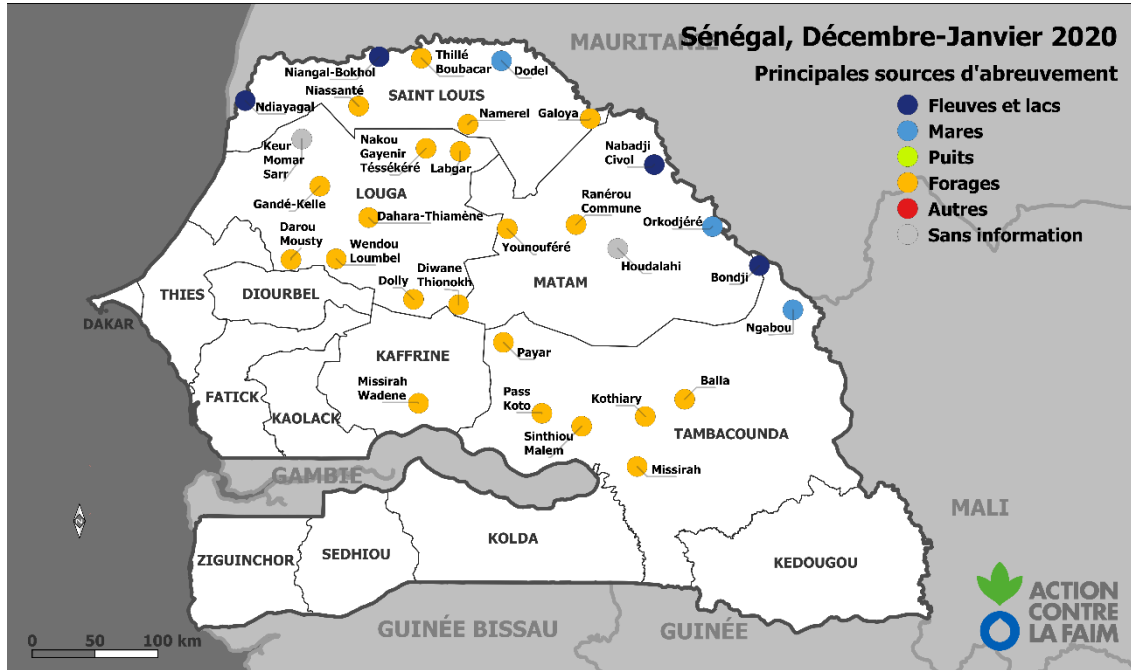 MAURITANIE
Sénégal, Décembre-Janvier 2020
Principales sources d'abreuvement
Fleuves et lacs
Mares
Puits
Forages
Autres
Sans information
Niangal-Bokhol
Thillé
Boubacar
Dodel
Niassanté
Ndiayagal
SAINT LOUIS
Namerel
Galoya
Keur
Momar
Sarr
Nakou
Gayenir
Téssékéré
Labgar
Nabadji
Civol
LOUGA
Gandé-Kelle
Ranérou
Commune
Dahara-Thiamène
Orkodjéré
Younouféré
Darou
Mousty
Wendou
Loumbel
Houdalahi
Diwane
Thionokh
Dolly
Bondji
MATAM
THIES
DIOURBEL
DAKAR
Ngabou
KAFFRINE
Payar
FATICK
KAOLACK
Missirah
Wadene
Pass
Koto
Kothiary
Balla
Sinthiou
Malem
TAMBACOUNDA
GAMBIE
Missirah
MALI
ZIGUINCHOR
SEDHIOU
KOLDA
KEDOUGOU
GUINÉE BISSAU
GUINÉE
0 50 100 km
ACTION
CONTRE
LA FAIM